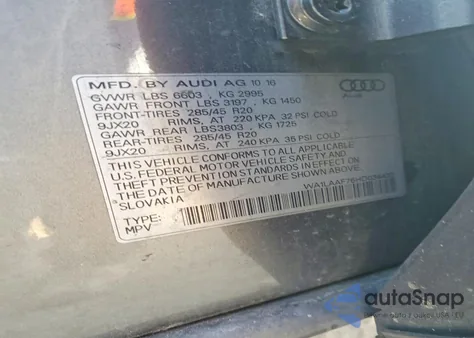 MFD. BY AUDI AG 10 16
GVWR LBS 6603 , KG 2995
GAWR FRONT LBS 3197 , KG 1450
FRONT-TIRES 285/45 R20
9JX20 RIMS, AT 220 KPA 32 PSI COLD
GAWR REAR LBS3803 , KG 1725
REAR-TIRES 285/45 R20
9JX20 RIMS, AT 240 KPA 35 PSI COLD
THIS VEHICLE CONFORMS TO ALL APPLICABLE
U.S. FEDERAL SAFETY, BUMPER, AND
THEFT PREVENTION STANDARDS IN EFFECT ON
THE DATE OF MANUFACTURE SHOWN ABOVE.
SLOVAKIA
TYPE:
MPV
Audi
autoSnap